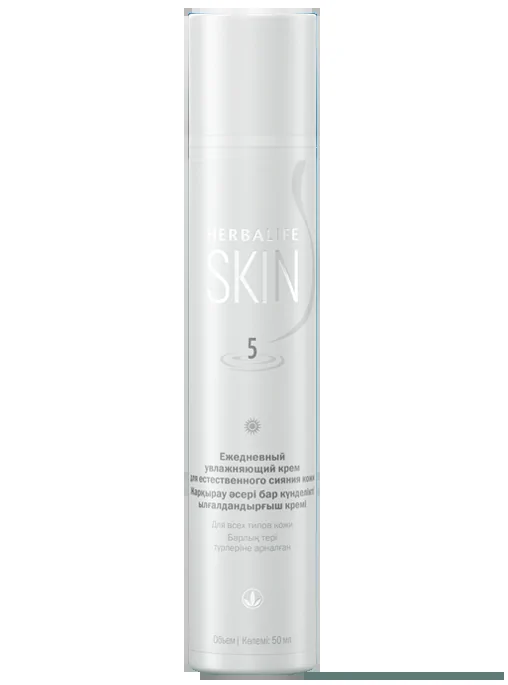 HERBALIFE
SKIN
5
Ежедневный
увлажняющий крем
для естественного сияния кожи
Жарқырау әсері бар күнделікті
ылғалдандырғыш кремі
Для всех типов кожи
Барлық тері
түрлеріне арналған
Объем | Көлемі: 50 мл